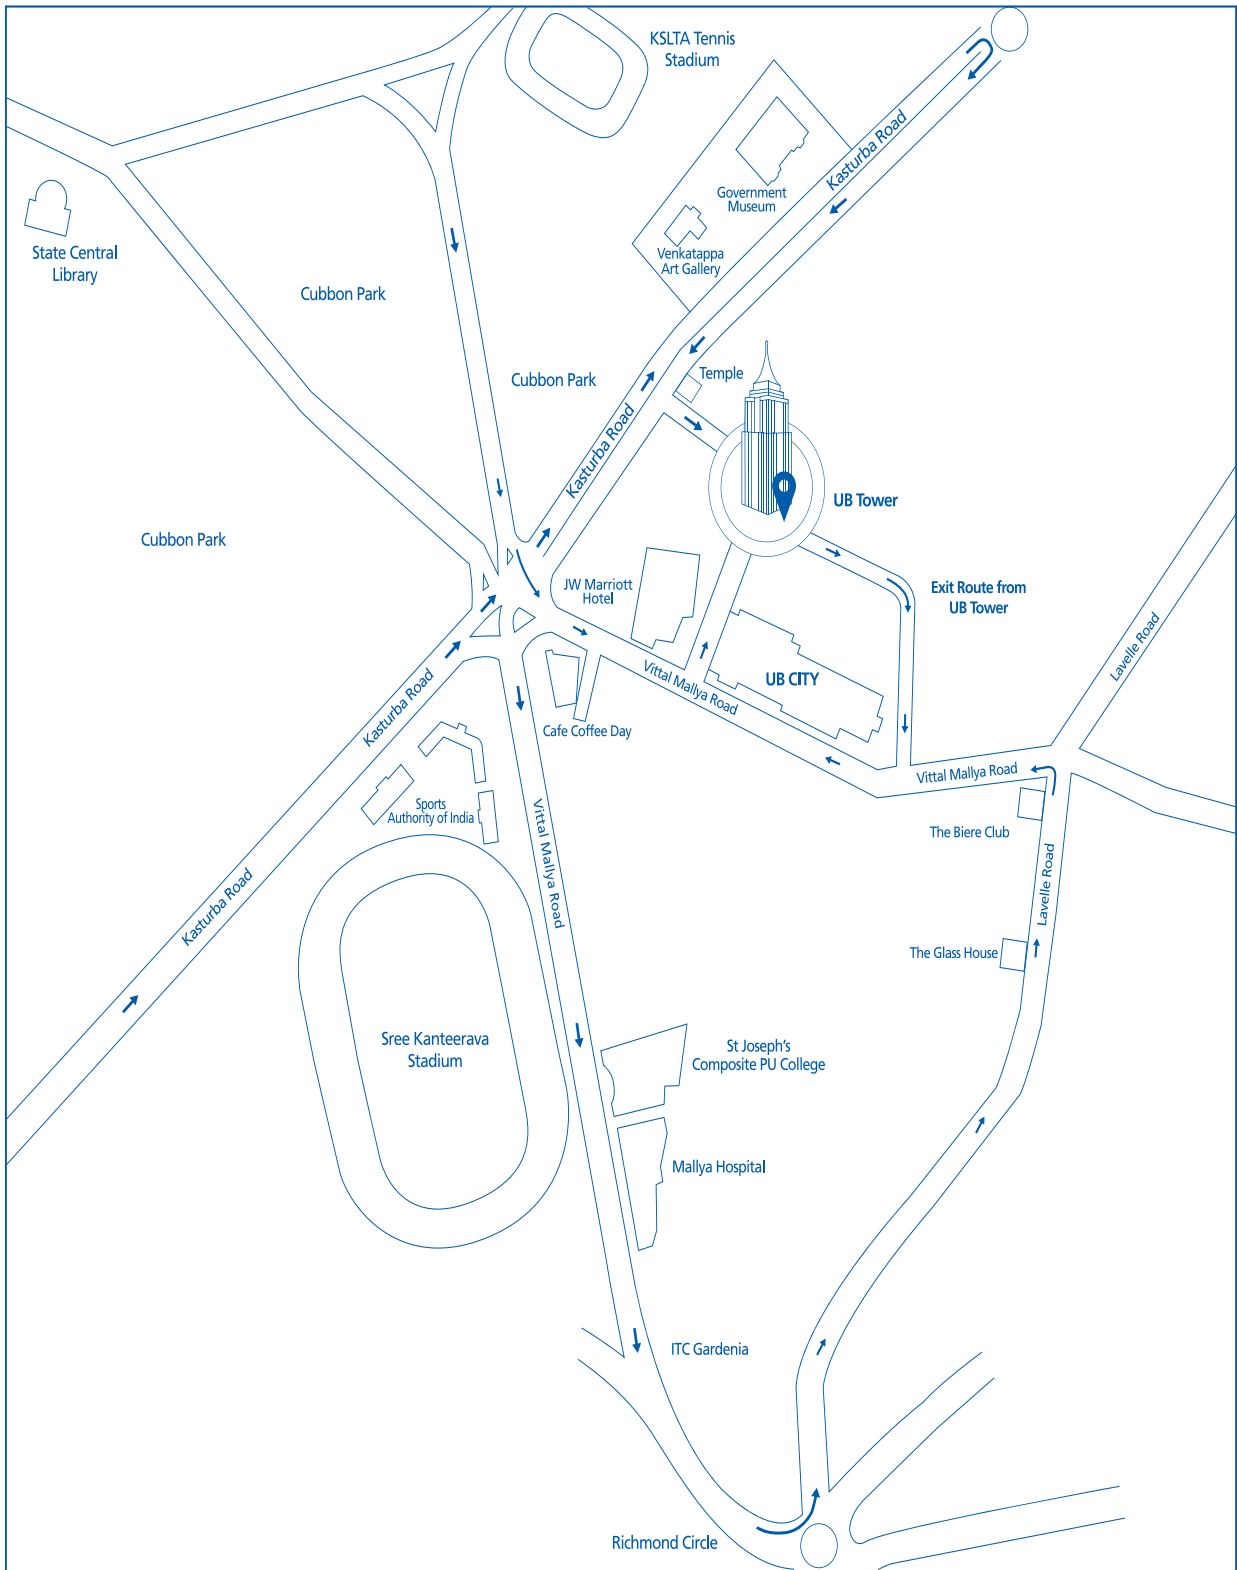 KSLTA Tennis
Stadium
Kasturba Road
Government
Museum
State Central
Library
Venkatappa
Art Gallery
Cubbon Park
Cubbon Park
Temple
Kasturba Road
UB Tower
Cubbon Park
JW Marriott
Hotel
Exit Route from
UB Tower
Lavelle Road
Vittal Mallya Road
UB CITY
Kasturba Road
Cafe Coffee Day
Vittal Mallya Road
Sports
Authority of India
The Biere Club
Vittal Mallya Road
Lavelle Road
Kasturba Road
The Glass House
Sree Kanteerava
Stadium
St Joseph's
Composite PU College
Mallya Hospital
ITC Gardenia
Richmond Circle